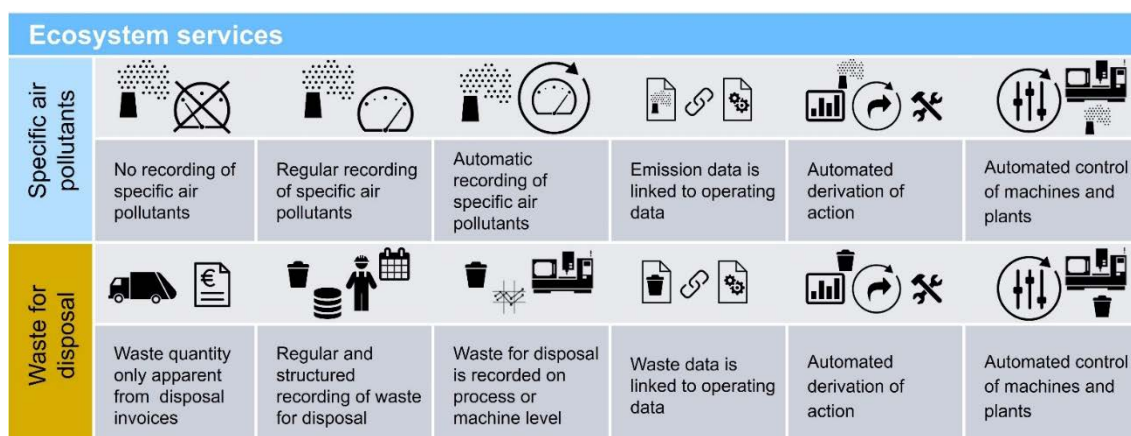 Ecosystem services
Specific air
pollutants
No recording of
specific air
pollutants
Regular recording
of specific air
pollutants
Automatic
recording of
specific air
pollutants
Emission data is
linked to operating
data
Automated
derivation of
action
Automated control
of machines and
plants
Waste for
disposal
€
Waste quantity
only apparent
from disposal
invoices
Regular and
structured
recording of waste
for disposal
Waste for disposal
is recorded on
process or
machine level
Waste data is
linked to operating
data
Automated
derivation of
action
Automated control
of machines and
plants